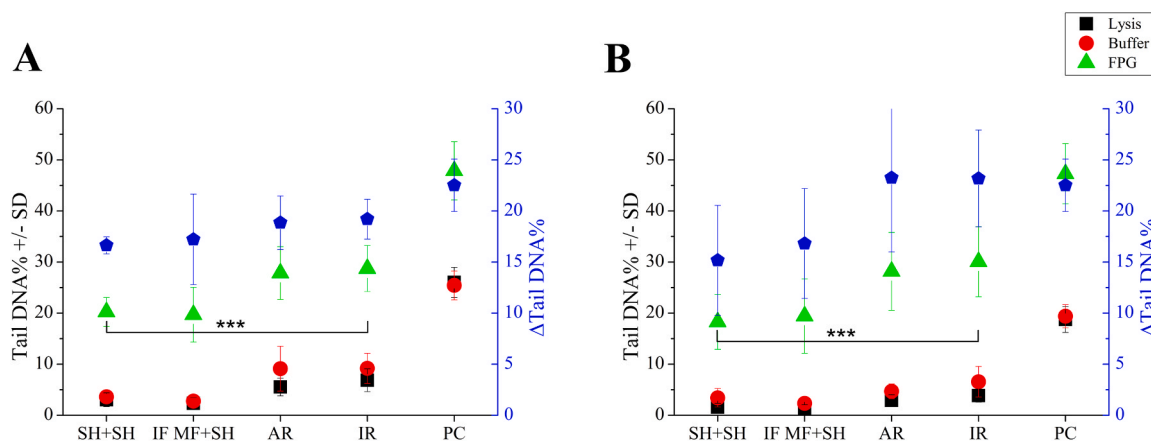 Lysis
Buffer
FPG
A
B
60
50
40
30
20
10
0
Tail DNA% +/- SD
30
25
20
15
10
5
0
ΔTail DNA%
***
SH+SH IF MF+SH AR IR PC
60
50
40
30
20
10
0
Tail DNA% +/- SD
30
25
20
15
10
5
0
ΔTail DNA%
***
SH+SH IF MF+SH AR IR PC